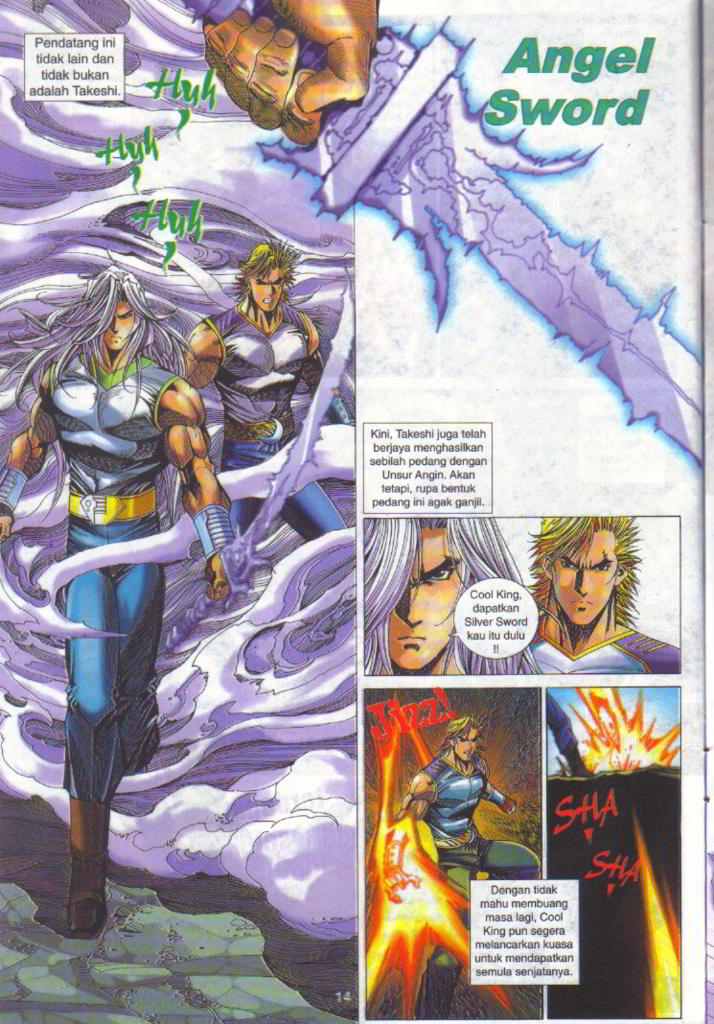 Pendatang ini
tidak lain dan
tidak bukan
adalah Takeshi.
Huh
Huh
Huh
Angel
Sword
Kini, Takeshi juga telah
berjaya menghasilkan
sebilah pedang dengan
Unsur Angin. Akan
tetapi, rupa bentuk
pedang ini agak ganjil.
Cool King,
dapatkan
Silver Sword
kau itu dulu
!!
Jizz!
SHA
SHA
Dengan tidak
mahu membuang
masa lagi, Cool
King pun segera
melancarkan kuasa
untuk mendapatkan
semula senjatanya.
14